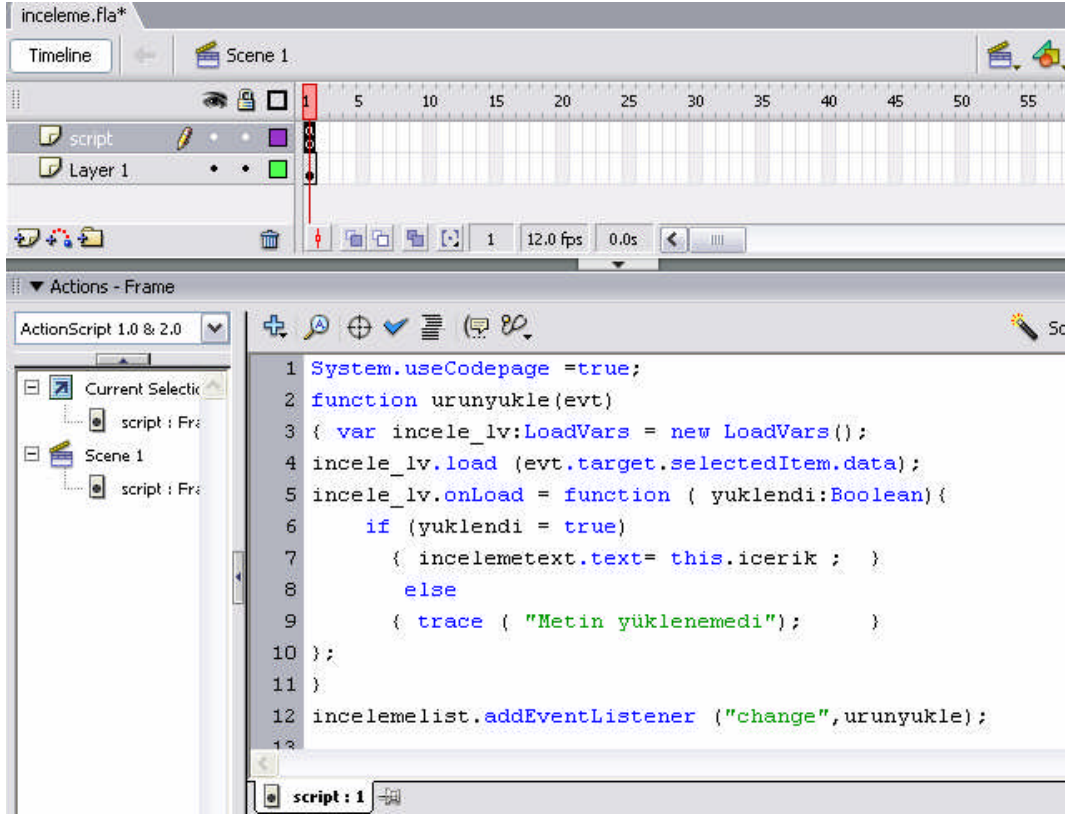 inceleme.fla*
Timeline Scene 1
1 5 10 15 20 25 30 35 40 45 50 55
script
Layer 1
1 12.0 fps 0.0s
Actions - Frame
ActionScript 1.0 & 2.0
Current Selectic
script : Fra
Scene 1
script : Fra
1 System.useCodepage =true;
2 function urunyukle(evt)
3 { var incele_lv:LoadVars = new LoadVars();
4 incele_lv.load (evt.target.selectedItem.data);
5 incele_lv.onLoad = function ( yuklendi:Boolean){
6 if (yuklendi = true)
7 { incelemetext.text= this.icerik ; }
8 else
9 { trace ( "Metin yüklenemedi"); }
10 };
11 }
12 incelemelist.addEventListener ("change",urunyukle);
13
script : 1